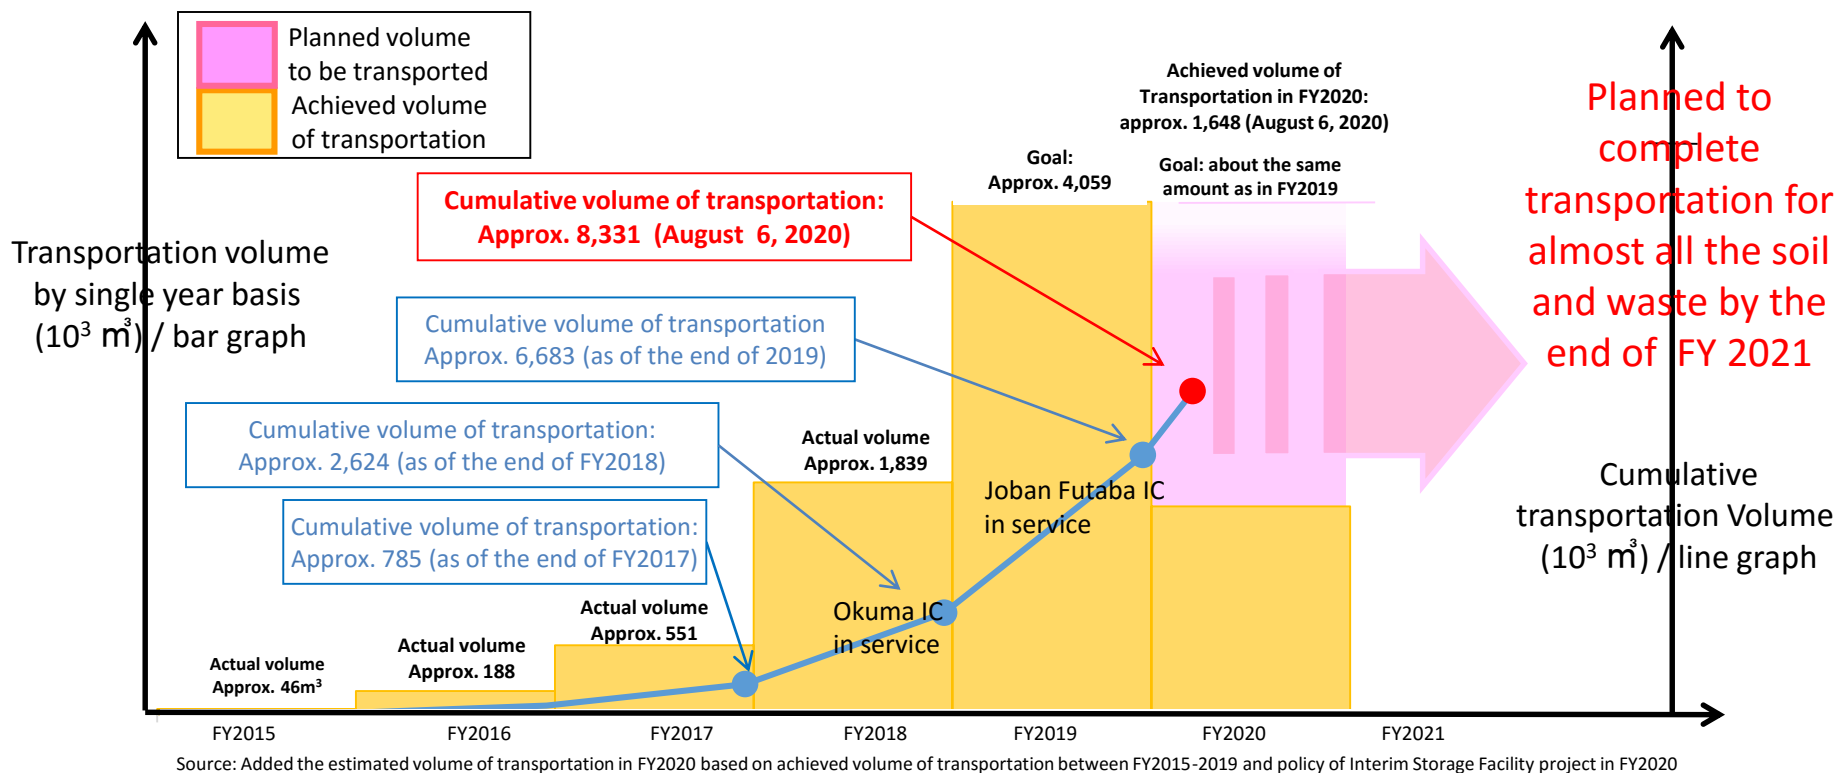 Planned volume
to be transported
Achieved volume
of transportation
Achieved volume of
Transportation in FY2020:
approx. 1,648 (August 6, 2020)
Goal: about the same
amount as in FY2019
Goal:
Approx. 4,059
Planned to
complete
transportation for
almost all the soil
and waste by the
end of FY 2021
Cumulative volume of transportation:
Approx. 8,331 (August 6, 2020)
Transportation volume
by single year basis
(10³ ㎥) / bar graph
Cumulative volume of transportation
Approx. 6,683 (as of the end of 2019)
Cumulative volume of transportation:
Approx. 2,624 (as of the end of FY2018)
Actual volume
Approx. 1,839
Cumulative volume of transportation:
Approx. 785 (as of the end of FY2017)
Joban Futaba IC
in service
Cumulative
transportation Volume
(10³ ㎥) / line graph
Okuma IC
in service
Actual volume
Approx. 551
Actual volume
Approx. 188
Actual volume
Approx. 46m³
FY2015
FY2016
FY2017
FY2018
FY2019
FY2020
FY2021
Source: Added the estimated volume of transportation in FY2020 based on achieved volume of transportation between FY2015-2019 and policy of Interim Storage Facility project in FY2020